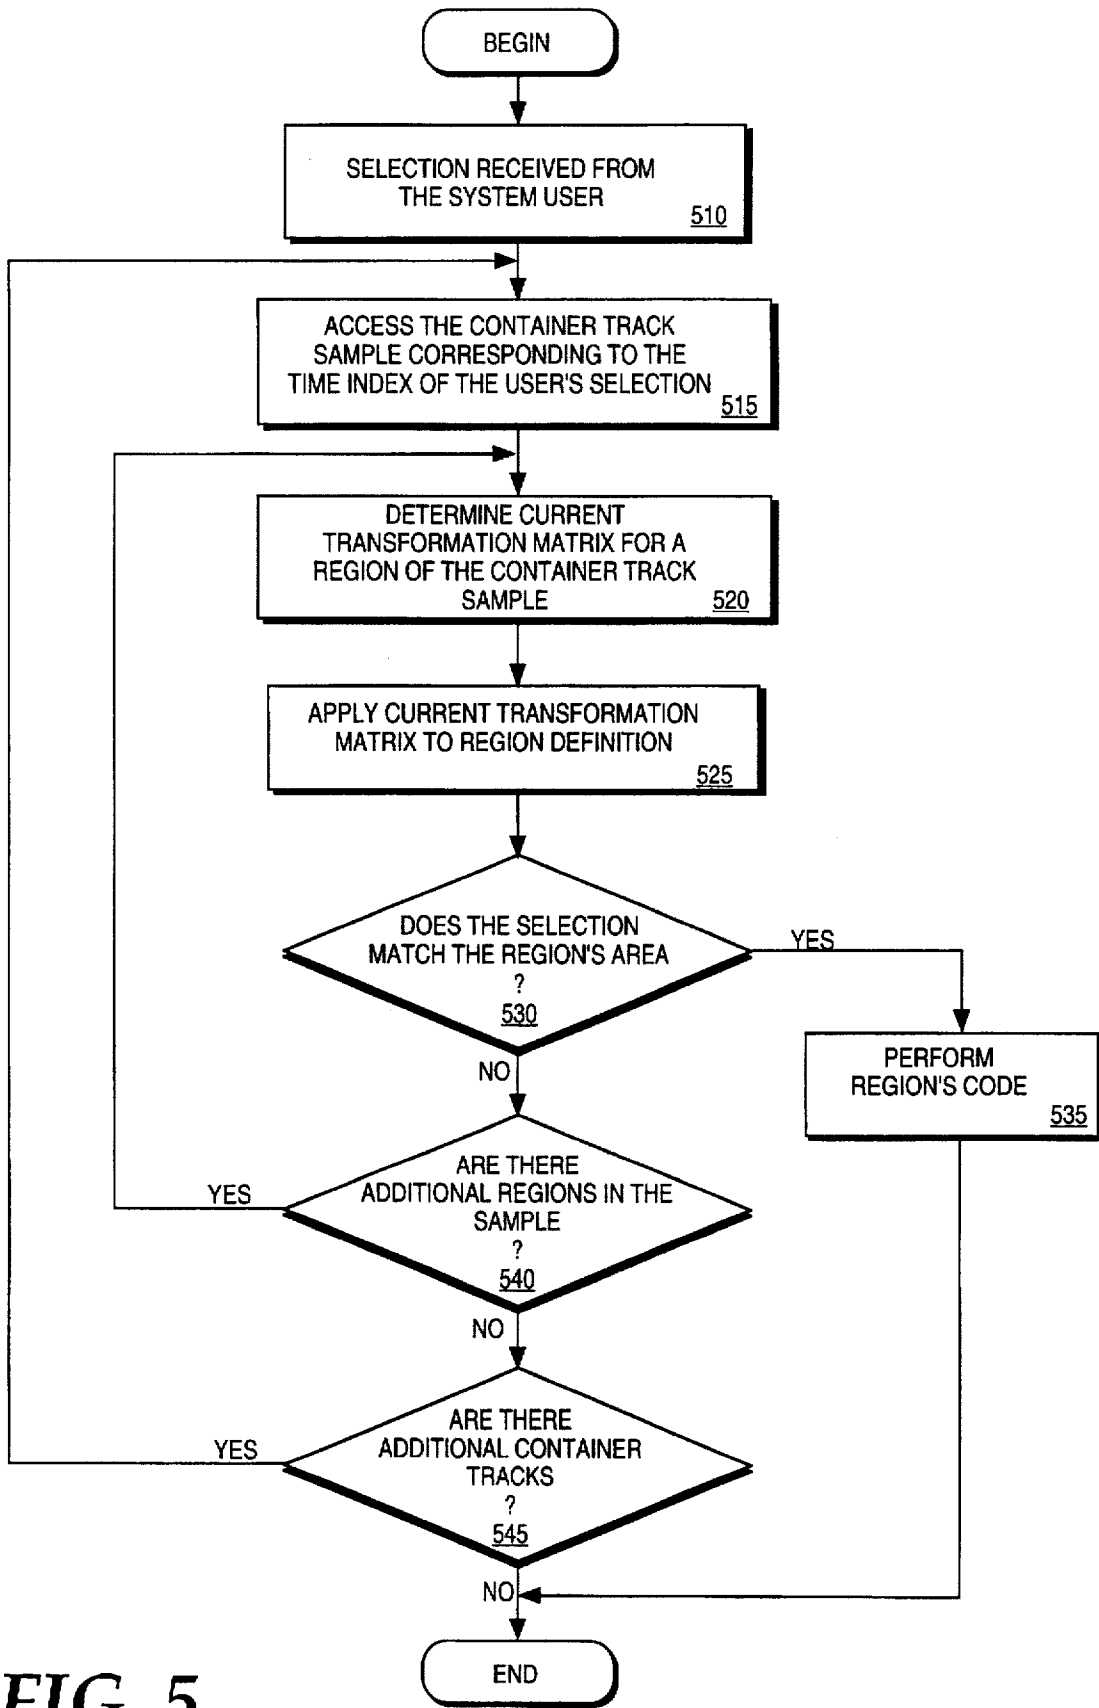 BEGIN
SELECTION RECEIVED FROM
THE SYSTEM USER
510
ACCESS THE CONTAINER TRACK
SAMPLE CORRESPONDING TO THE
TIME INDEX OF THE USER'S SELECTION
515
DETERMINE CURRENT
TRANSFORMATION MATRIX FOR A
REGION OF THE CONTAINER TRACK
SAMPLE
520
APPLY CURRENT TRANSFORMATION
MATRIX TO REGION DEFINITION
525
DOES THE SELECTION
MATCH THE REGION'S AREA
?
530
YES
NO
PERFORM
REGION'S CODE
535
ARE THERE
ADDITIONAL REGIONS IN THE
SAMPLE
?
540
YES
NO
ARE THERE
ADDITIONAL CONTAINER
TRACKS
?
545
YES
NO
END
FIG. 5